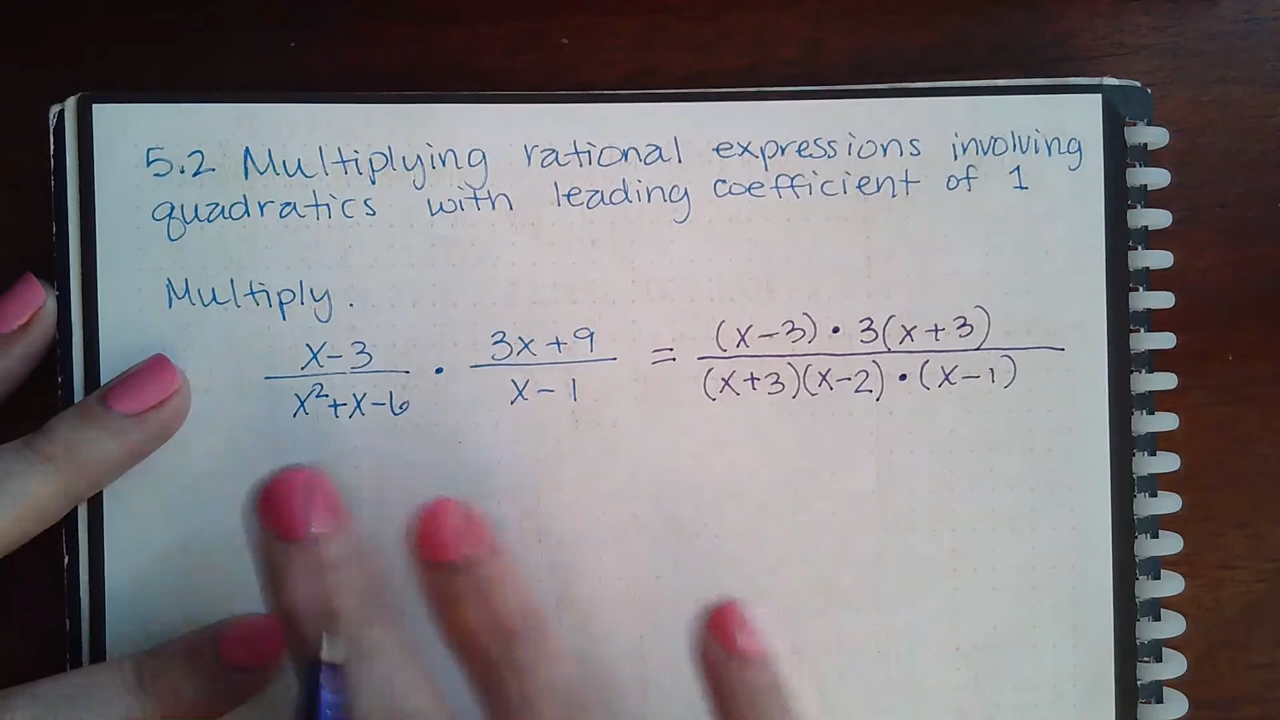 5.2 Multiplying rational expressions involving
quadratics with leading coefficient of 1
Multiply.
(x-3)/(x²+x-6) · (3x+9)/(x-1) = ((x-3)·3(x+3))/((x+3)(x-2)·(x-1))